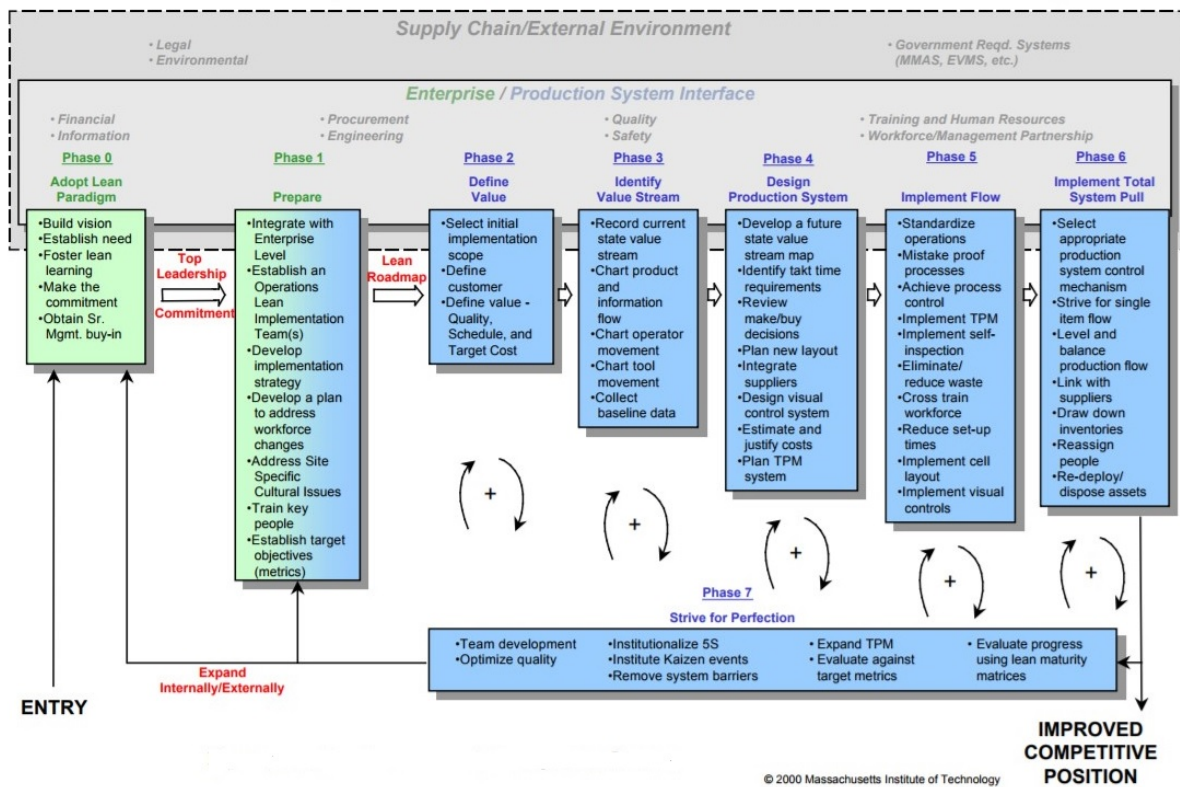 Supply Chain/External Environment
• Legal
• Environmental
• Government Reqd. Systems
(MMAS, EVMS, etc.)
Enterprise / Production System Interface
• Financial
• Information
• Procurement
• Engineering
• Quality
• Safety
• Training and Human Resources
• Workforce/Management Partnership
Phase 0
Adopt Lean
Paradigm
•Build vision
•Establish need
•Foster lean
learning
•Make the
commitment
•Obtain Sr.
Mgmt. buy-in
Top
Leadership
Commitment
Phase 1
Prepare
•Integrate with
Enterprise
Level
•Establish an
Operations
Lean
Implementation
Team(s)
•Develop
implementation
strategy
•Develop a plan
to address
workforce
changes
•Address Site
Specific
Cultural Issues
•Train key
people
•Establish target
objectives
(metrics)
Lean
Roadmap
Phase 2
Define
Value
•Select initial
implementation
scope
•Define
customer
•Define value -
Quality,
Schedule, and
Target Cost
Phase 3
Identify
Value Stream
•Record current
state value
stream
•Chart product
and
information
flow
•Chart operator
movement
•Chart tool
movement
•Collect
baseline data
Phase 4
Design
Production System
•Develop a future
state value
stream map
•Identify takt time
requirements
•Review
make/buy
decisions
•Plan new layout
•Integrate
suppliers
•Design visual
control system
•Estimate and
justify costs
•Plan TPM
system
Phase 5
Implement Flow
•Standardize
operations
•Mistake proof
processes
•Achieve process
control
•Implement TPM
•Implement self-
inspection
•Eliminate/
reduce waste
•Cross train
workforce
•Reduce set-up
times
•Implement cell
layout
•Implement visual
controls
Phase 6
Implement Total
System Pull
•Select
appropriate
production
system control
mechanism
•Strive for single
item flow
•Level and
balance
production flow
•Link with
suppliers
•Draw down
inventories
•Reassign
people
•Re-deploy/
dispose assets
+
+
+
+
+
Phase 7
Strive for Perfection
•Team development
•Optimize quality
•Institutionalize 5S
•Institute Kaizen events
•Remove system barriers
•Expand TPM
•Evaluate against
target metrics
•Evaluate progress
using lean maturity
matrices
Expand
Internally/Externally
ENTRY
IMPROVED
COMPETITIVE
POSITION
© 2000 Massachusetts Institute of Technology